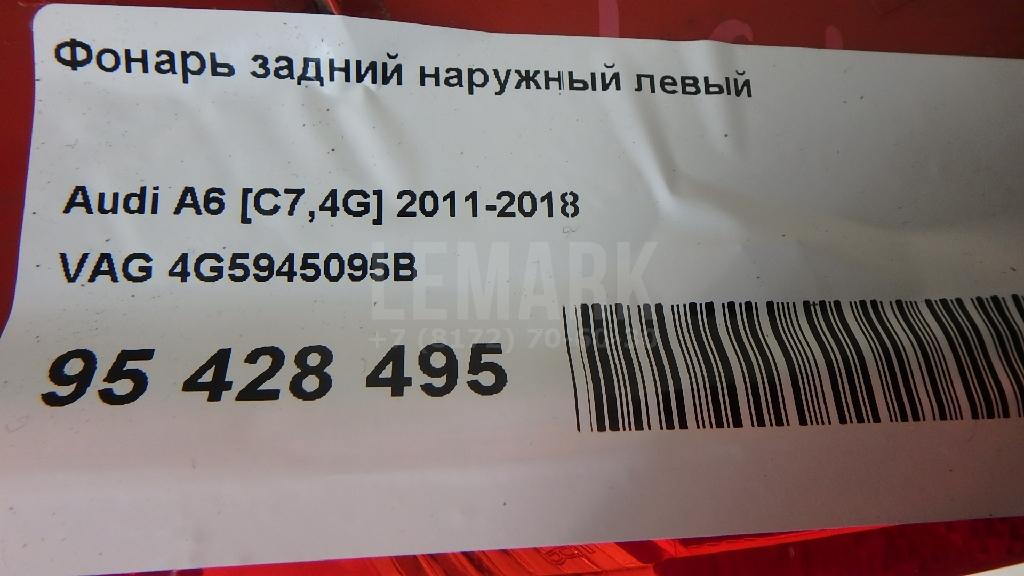 Фонарь задний наружный левый
Audi A6 [C7,4G] 2011-2018
VAG 4G5945095B
LEMARK
95 428 495